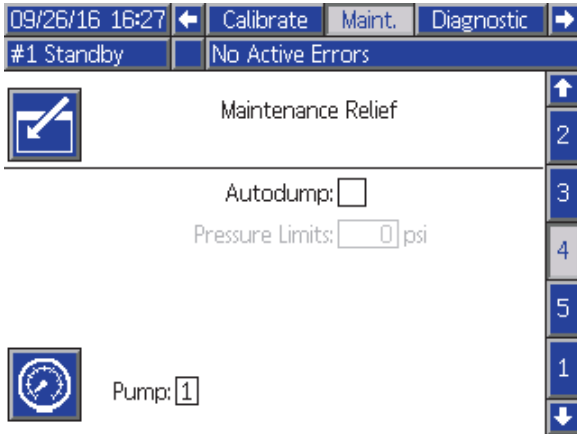 09/26/16 16:27 Calibrate Maint. Diagnostic
#1 Standby No Active Errors
Maintenance Relief
2
Autodump:
3
Pressure Limits: 0 psi
4
5
1
Pump: 1